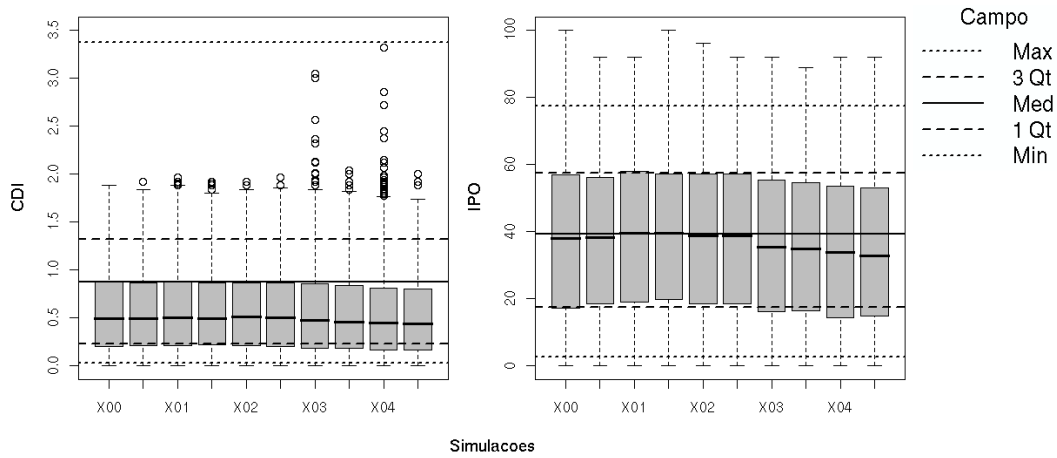 Campo
Max
3 Qt
Med
1 Qt
Min
CDI
3.5
3.0
2.5
2.0
1.5
1.0
0.5
0.0
X00 X01 X02 X03 X04
IPO
100
80
60
40
20
0
X00 X01 X02 X03 X04
Simulacoes